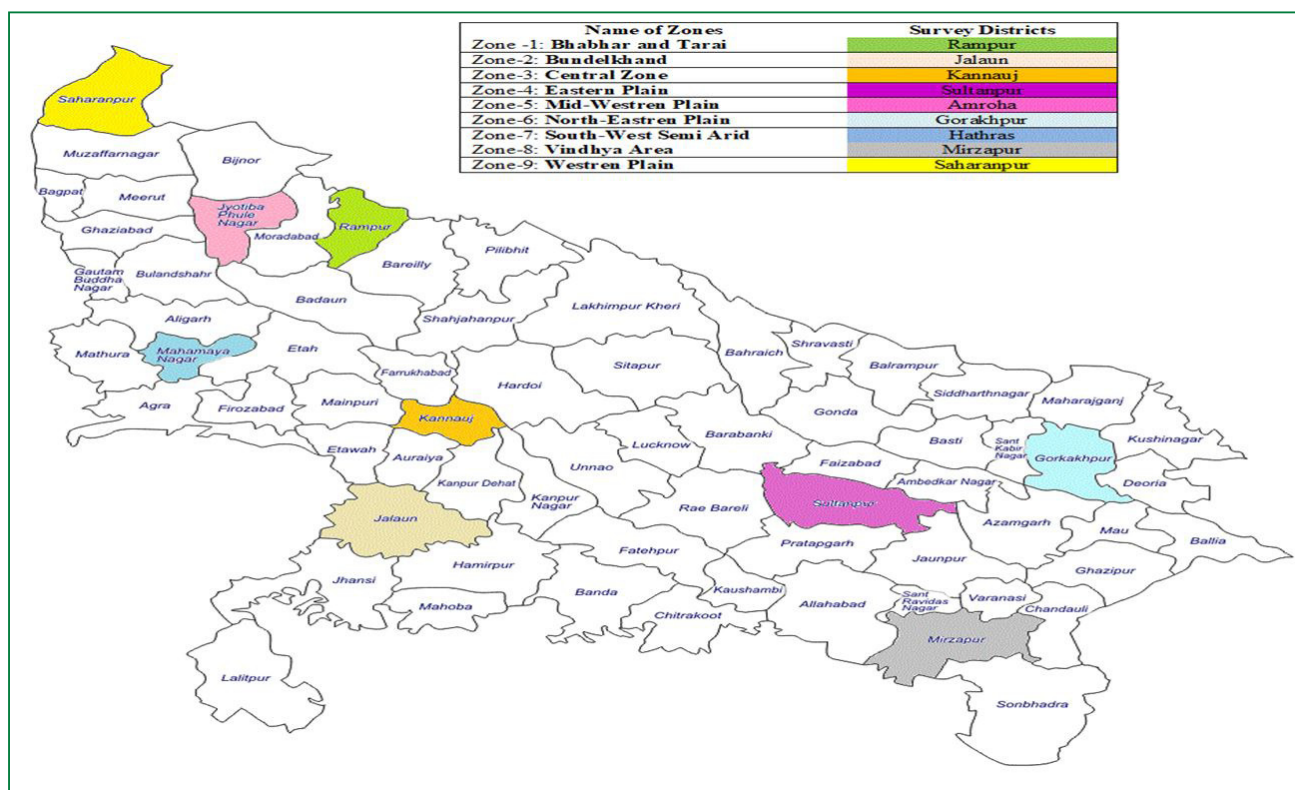 Name of Zones Survey Districts
Zone -1: Bhabhar and Tarai Rampur
Zone-2: Bundelkhand Jalaun
Zone-3: Central Zone Kannauj
Zone-4: Eastern Plain Sultanpur
Zone-5: Mid-Westren Plain Amroha
Zone-6: North-Eastren Plain Gorakhpur
Zone-7: South-West Semi Arid Hathras
Zone-8: Vindhya Area Mirzapur
Zone-9: Westren Plain Saharanpur
Saharanpur
Muzaffarnagar
Bijnor
Bagpat
Meerut
Jyotiba
Phule
Nagar
Ghaziabad
Moradabad
Rampur
Bareilly
Pilibhit
Gautam
Buddha
Nagar
Bulandshahr
Badaun
Lakhimpur Kheri
Aligarh
Shahjahanpur
Mathura
Mahamaya
Nagar
Etah
Farrukhabad
Hardoi
Sitapur
Bahraich
Shravasti
Balrampur
Siddharthnagar
Maharajganj
Agra
Firozabad
Mainpuri
Kannauj
Gonda
Etawah
Auraiya
Unnao
Lucknow
Barabanki
Faizabad
Basti
Sant
Kabir
Nagar
Gorkakhpur
Kushinagar
Kanpur Dehat
Kanpur
Nagar
Rae Bareli
Sultanpur
Ambedkar Nagar
Deoria
Jalaun
Azamgarh
Mau
Ballia
Fatehpur
Pratapgarh
Jaunpur
Ghazipur
Jhansi
Hamirpur
Mahoba
Banda
Chitrakoot
Kaushambi
Allahabad
Sant
Ravidas
Nagar
Varanasi
Chandauli
Mirzapur
Lalitpur
Sonbhadra